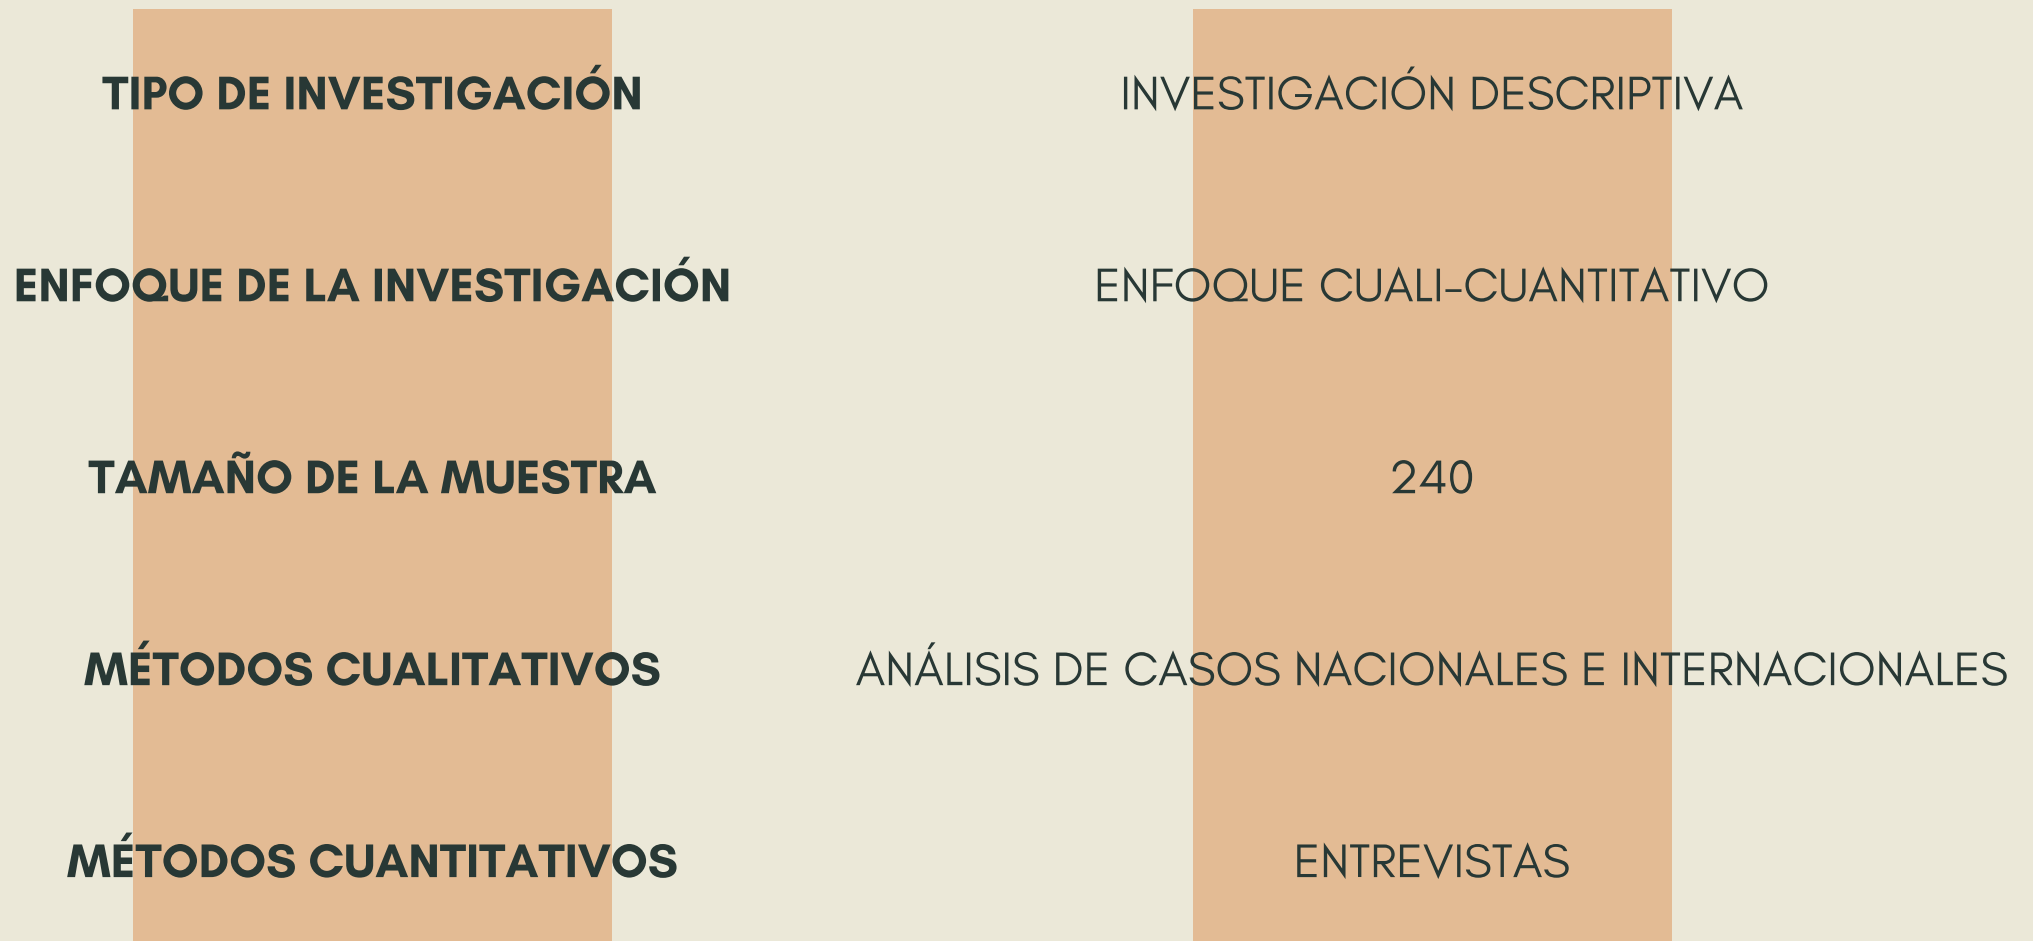 TIPO DE INVESTIGACIÓN
INVESTIGACIÓN DESCRIPTIVA
ENFOQUE DE LA INVESTIGACIÓN
ENFOQUE CUALI-CUANTITATIVO
TAMAÑO DE LA MUESTRA
240
MÉTODOS CUALITATIVOS
ANÁLISIS DE CASOS NACIONALES E INTERNACIONALES
MÉTODOS CUANTITATIVOS
ENTREVISTAS